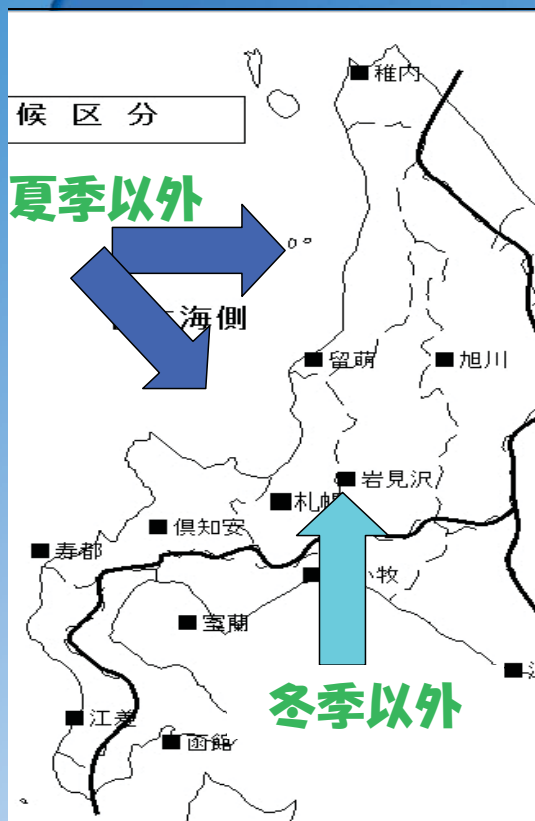 稚内
候区分
夏季以外
海側
留萌
旭川
岩見沢
札幌
倶知安
寿都
小牧
室蘭
冬季以外
江差
函館